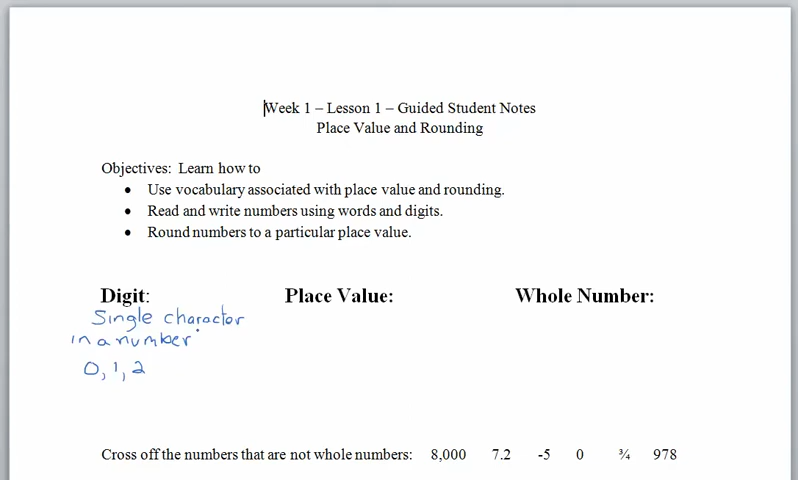 Week 1 – Lesson 1 – Guided Student Notes
Place Value and Rounding
Objectives: Learn how to
• Use vocabulary associated with place value and rounding.
• Read and write numbers using words and digits.
• Round numbers to a particular place value.
Digit: Place Value: Whole Number:
Single character
in a number
0, 1, 2
Cross off the numbers that are not whole numbers: 8,000 7.2 -5 0 ¾ 978